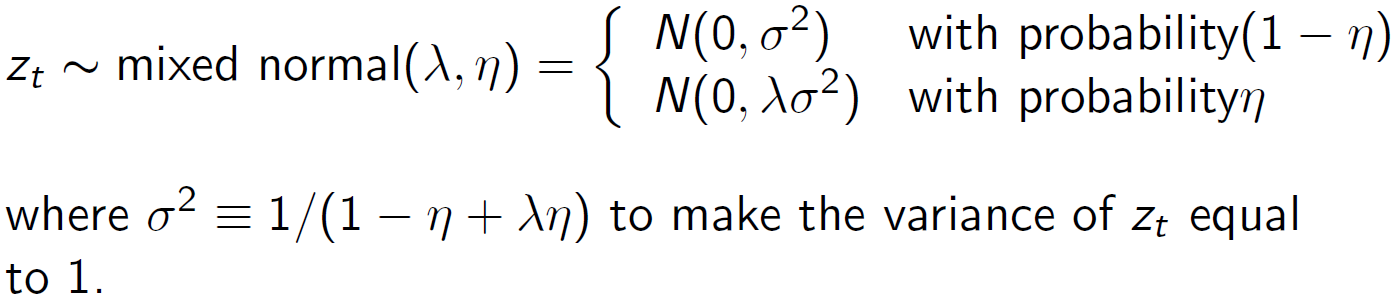 z_t ∼ mixed normal(λ, η) = { N(0, σ²) with probability(1 − η)
N(0, λσ²) with probabilityη
where σ² ≡ 1/(1 − η + λη) to make the variance of z_t equal
to 1.